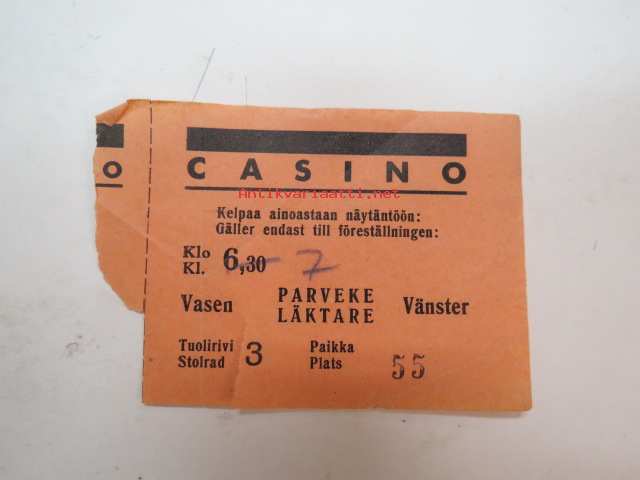 O CASINO
Antikvariaatti.net
Kelpaa ainoastaan näytäntöön:
Gäller endast till föreställningen:
Klo
Kl. 6,30 - 7
Vasen PARVEKE Vänster
LÄKTARE
Tuolirivi 3 Paikka
Stolrad Plats 55